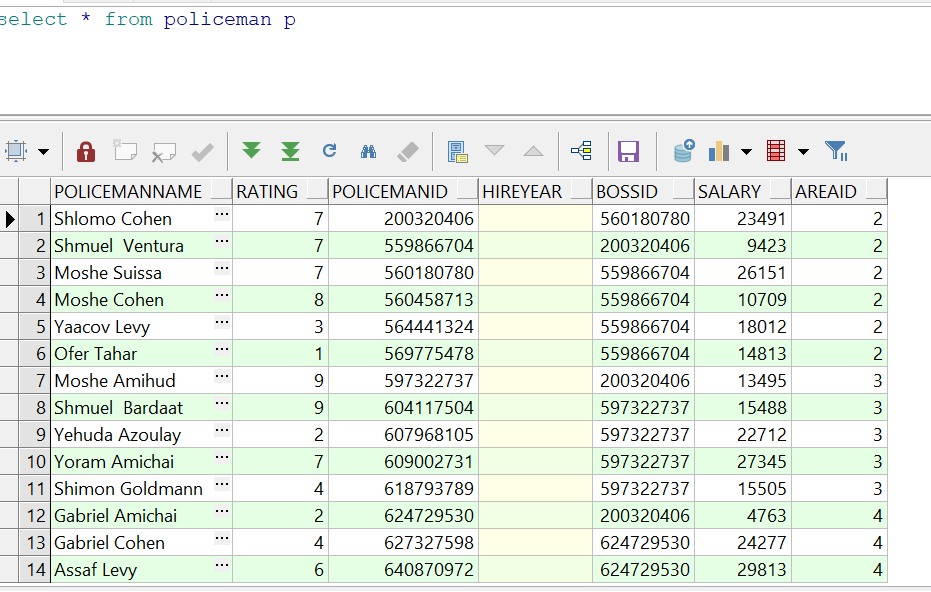 select * from policeman p
POLICEMANNAME RATING POLICEMANID HIREYEAR BOSSID SALARY AREAID
1 Shlomo Cohen ... 7 200320406 560180780 23491 2
2 Shmuel  Ventura ... 7 559866704 200320406 9423 2
3 Moshe Suissa ... 7 560180780 559866704 26151 2
4 Moshe Cohen ... 8 560458713 559866704 10709 2
5 Yaacov Levy ... 3 564441324 559866704 18012 2
6 Ofer Tahar ... 1 569775478 559866704 14813 2
7 Moshe Amihud ... 9 597322737 200320406 13495 3
8 Shmuel  Bardaat ... 9 604117504 597322737 15488 3
9 Yehuda Azoulay ... 2 607968105 597322737 22712 3
10 Yoram Amichai ... 7 609002731 597322737 27345 3
11 Shimon Goldmann ... 4 618793789 597322737 15505 3
12 Gabriel Amichai ... 2 624729530 200320406 4763 4
13 Gabriel Cohen ... 4 627327598 624729530 24277 4
14 Assaf Levy ... 6 640870972 624729530 29813 4